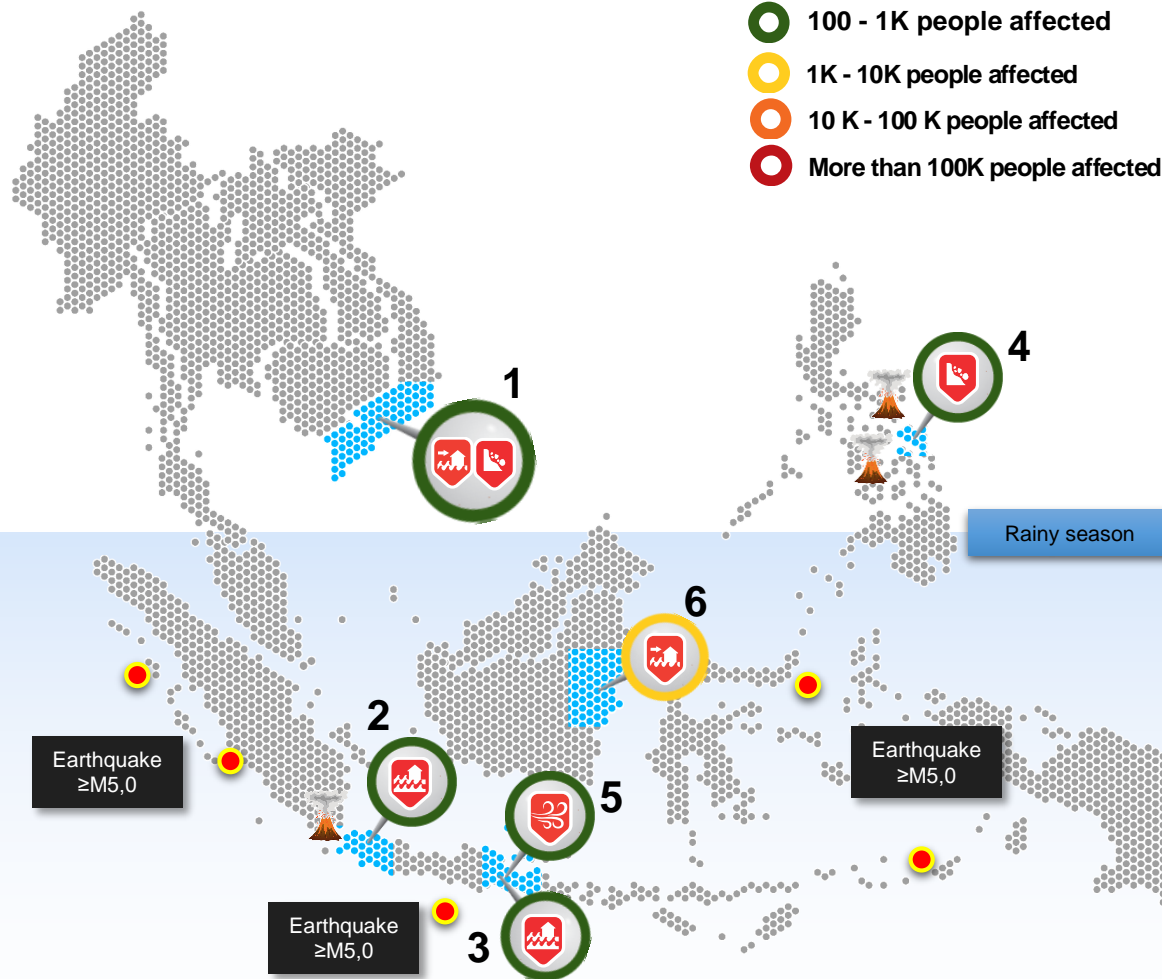 100 - 1K people affected
1K - 10K people affected
10 K - 100 K people affected
More than 100K people affected
4
1
Rainy season
6
2
Earthquake
≥M5,0
Earthquake
≥M5,0
5
Earthquake
≥M5,0
3